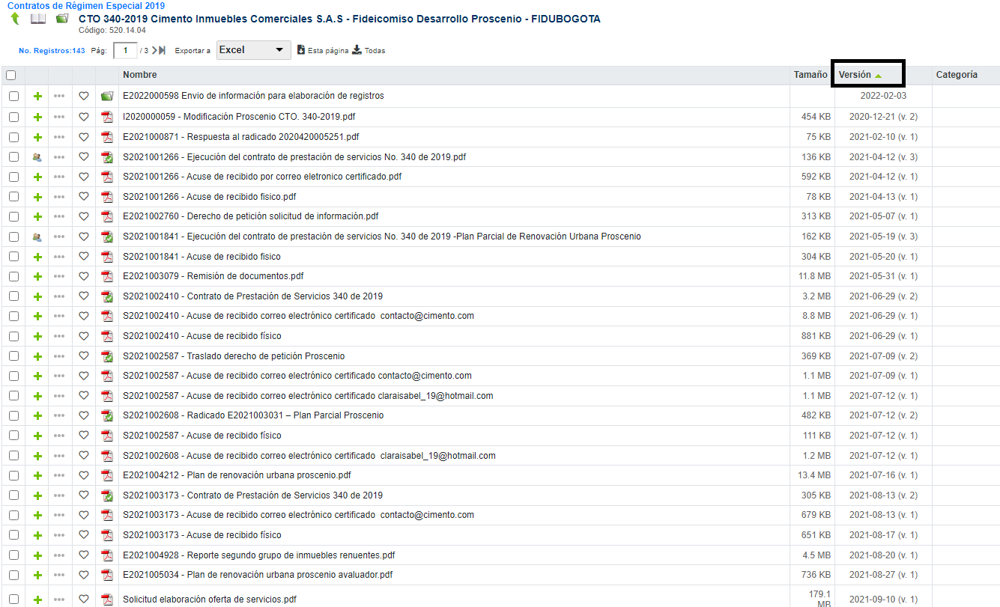 Contratos de Régimen Especial 2019
CTO 340-2019 Cimento Inmuebles Comerciales S.A.S - Fideicomiso Desarrollo Proscenio - FIDUBOGOTA
Código: 520.14.04
No. Registros:143 Pág: 1 / 3 Exportar a Excel Esta página Todas
Nombre Tamaño Versión Categoría
E2022000598 Envio de información para elaboración de registros 2022-02-03
I2020000059 - Modificación Proscenio CTO. 340-2019.pdf 454 KB 2020-12-21 (v. 2)
E2021000871 - Respuesta al radicado 2020420005251.pdf 75 KB 2021-02-10 (v. 1)
S2021001266 - Ejecución del contrato de prestación de servicios No. 340 de 2019.pdf 136 KB 2021-04-12 (v. 3)
S2021001266 - Acuse de recibido por correo eletronico certificado.pdf 592 KB 2021-04-12 (v. 1)
S2021001266 - Acuse de recibido fisico.pdf 78 KB 2021-04-13 (v. 1)
E2021002760 - Derecho de petición solicitud de información.pdf 313 KB 2021-05-07 (v. 1)
S2021001841 - Ejecución del contrato de prestación de servicios No. 340 de 2019 -Plan Parcial de Renovación Urbana Proscenio 162 KB 2021-05-19 (v. 3)
S2021001841 - Acuse de recibido fisico 304 KB 2021-05-20 (v. 1)
E2021003079 - Remisión de documentos.pdf 11.8 MB 2021-05-31 (v. 1)
S2021002410 - Contrato de Prestación de Servicios 340 de 2019 3.2 MB 2021-06-29 (v. 2)
S2021002410 - Acuse de recibido correo electrónico certificado contacto@cimento.com 8.8 MB 2021-06-29 (v. 1)
S2021002410 - Acuse de recibido físico 881 KB 2021-06-29 (v. 1)
S2021002587 - Traslado derecho de petición Proscenio 369 KB 2021-07-09 (v. 2)
S2021002587 - Acuse de recibido correo electrónico certificado contacto@cimento.com 1.1 MB 2021-07-09 (v. 1)
S2021002587 - Acuse de recibido correo electrónico certificado claraisabel_19@hotmail.com 1.1 MB 2021-07-12 (v. 1)
S2021002608 - Radicado E2021003031 – Plan Parcial Proscenio 482 KB 2021-07-12 (v. 2)
S2021002587 - Acuse de recibido físico 111 KB 2021-07-12 (v. 1)
S2021002608 - Acuse de recibido correo electrónico certificado claraisabel_19@hotmail.com 1.2 MB 2021-07-12 (v. 1)
E2021004212 - Plan de renovación urbana proscenio.pdf 13.4 MB 2021-07-16 (v. 1)
S2021003173 - Contrato de Prestación de Servicios 340 de 2019 305 KB 2021-08-13 (v. 2)
S2021003173 - Acuse de recibido correo electrónico certificado contacto@cimento.com 679 KB 2021-08-13 (v. 1)
S2021003173 - Acuse de recibido físico 651 KB 2021-08-17 (v. 1)
E2021004928 - Reporte segundo grupo de inmuebles renuentes.pdf 4.5 MB 2021-08-20 (v. 1)
E2021005034 - Plan de renovación urbana proscenio avaluador.pdf 736 KB 2021-08-27 (v. 1)
Solicitud elaboración oferta de servicios.pdf 179.1 MB 2021-09-10 (v. 1)